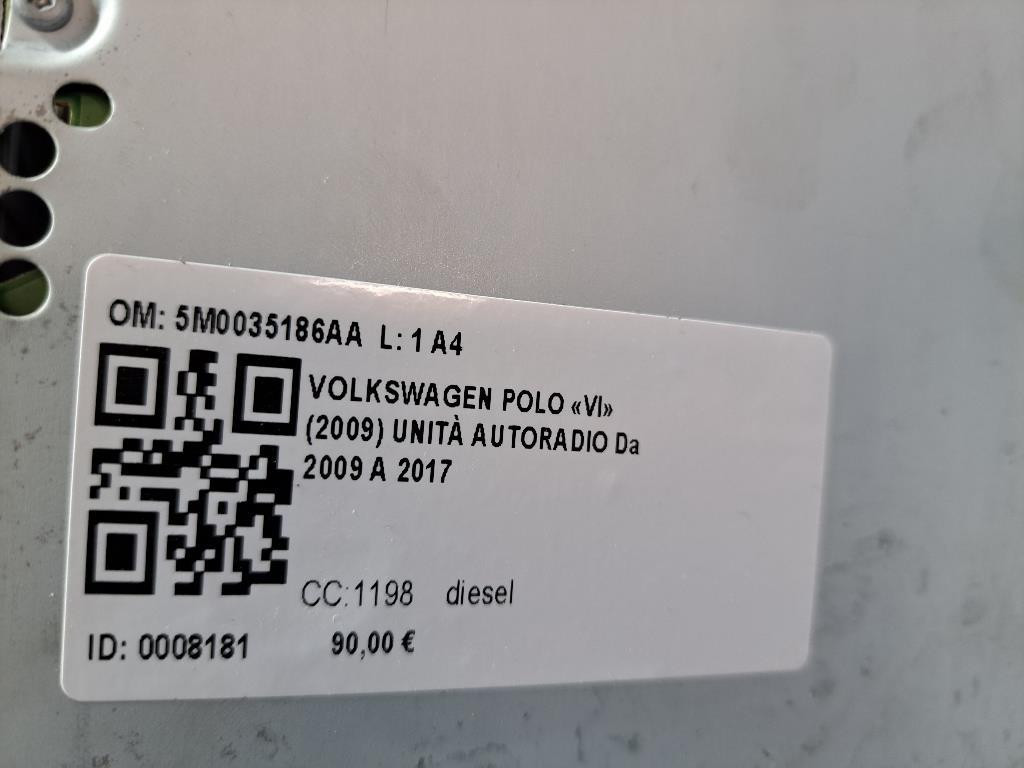 OM: 5M0035186AA L: 1 A4
VOLKSWAGEN POLO «VI»
(2009) UNITÀ AUTORADIO Da
2009 A 2017
CC:1198 diesel
ID: 0008181 90,00 €